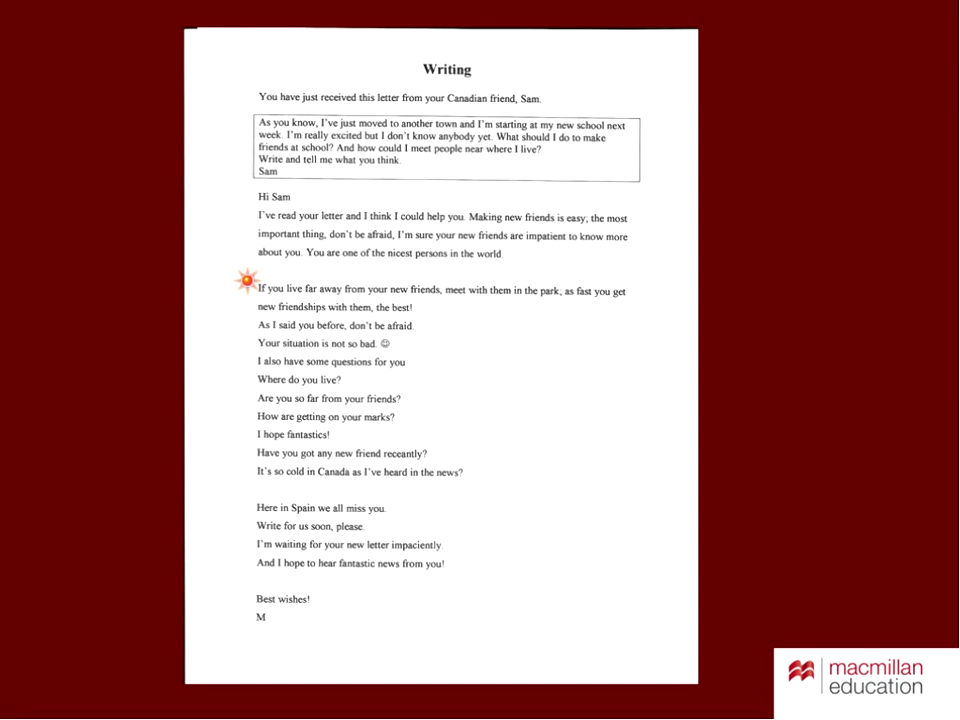 Writing
You have just received this letter from your Canadian friend, Sam.
As you know, I've just moved to another town and I'm starting at my new school next
week. I'm really excited but I don't know anybody yet. What should I do to make
friends at school? And how could I meet people near where I live?
Write and tell me what you think.
Sam
Hi Sam
I've read your letter and I think I could help you. Making new friends is easy; the most
important thing, don't be afraid, I'm sure your new friends are impatient to know more
about you. You are one of the nicest persons in the world.
If you live far away from your new friends, meet with them in the park; as fast you get
new friendships with them, the best!
As I said you before, don't be afraid.
Your situation is not so bad. ☺
I also have some questions for you
Where do you live?
Are you so far from your friends?
How are getting on your marks?
I hope fantastics!
Have you got any new friend receantly?
It's so cold in Canada as I've heard in the news?
Here in Spain we all miss you.
Write for us soon, please.
I'm waiting for your new letter impaciently.
And I hope to hear fantastic news from you!
Best wishes!
M
macmillan
education